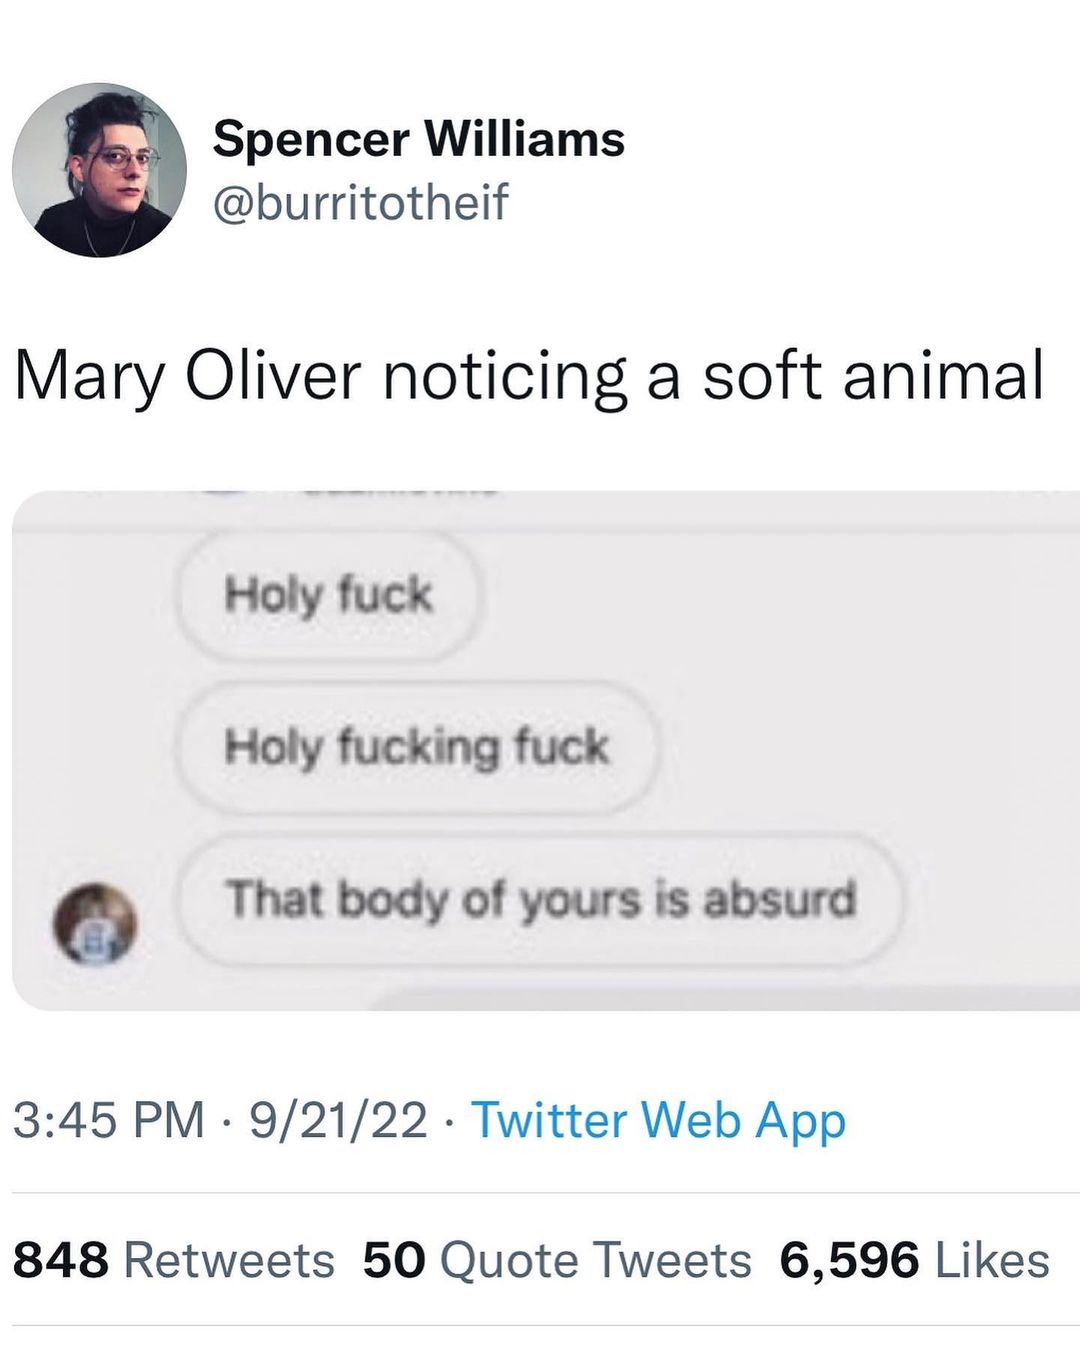 Spencer Williams
@burritotheif
Mary Oliver noticing a soft animal
Holy fuck
Holy fucking fuck
That body of yours is absurd
3:45 PM · 9/21/22 · Twitter Web App
848 Retweets 50 Quote Tweets 6,596 Likes